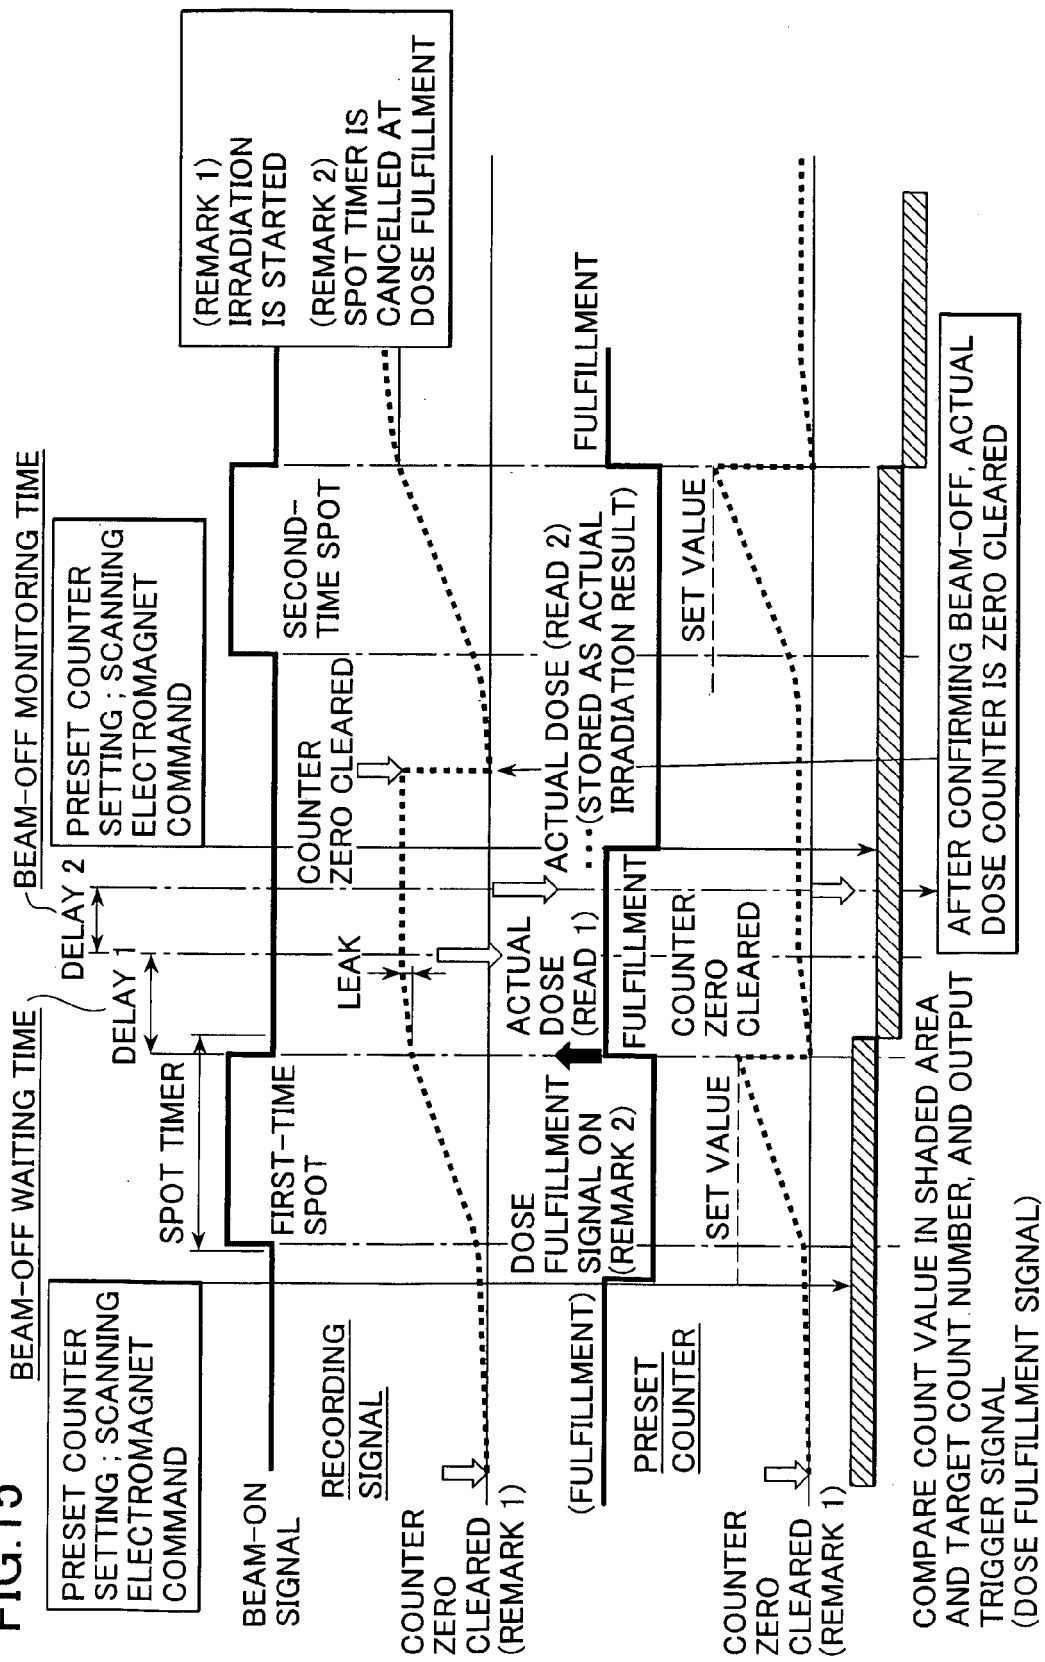 FIG.15
BEAM-OFF WAITING TIME
BEAM-OFF MONITORING TIME
PRESET COUNTER
SETTING ; SCANNING
ELECTROMAGNET
COMMAND
SPOT TIMER
DELAY 1
DELAY 2
PRESET COUNTER
SETTING ; SCANNING
ELECTROMAGNET
COMMAND
(REMARK 1)
IRRADIATION
IS STARTED
(REMARK 2)
SPOT TIMER IS
CANCELLED AT
DOSE FULFILLMENT
BEAM-ON
SIGNAL
FIRST-TIME
SPOT
SECOND-
TIME SPOT
RECORDING
SIGNAL
LEAK
COUNTER
ZERO CLEARED
COUNTER
ZERO
CLEARED
(REMARK 1)
DOSE
FULFILLMENT
SIGNAL ON
(REMARK 2)
ACTUAL
DOSE
(READ 1)
ACTUAL DOSE (READ 2)
(STORED AS ACTUAL
IRRADIATION RESULT)
(FULFILLMENT)
FULFILLMENT
FULFILLMENT
PRESET
COUNTER
SET VALUE
COUNTER
ZERO
CLEARED
SET VALUE
COUNTER
ZERO
CLEARED
(REMARK 1)
COMPARE COUNT VALUE IN SHADED AREA
AND TARGET COUNT NUMBER, AND OUTPUT
TRIGGER SIGNAL
(DOSE FULFILLMENT SIGNAL)
AFTER CONFIRMING BEAM-OFF, ACTUAL
DOSE COUNTER IS ZERO CLEARED